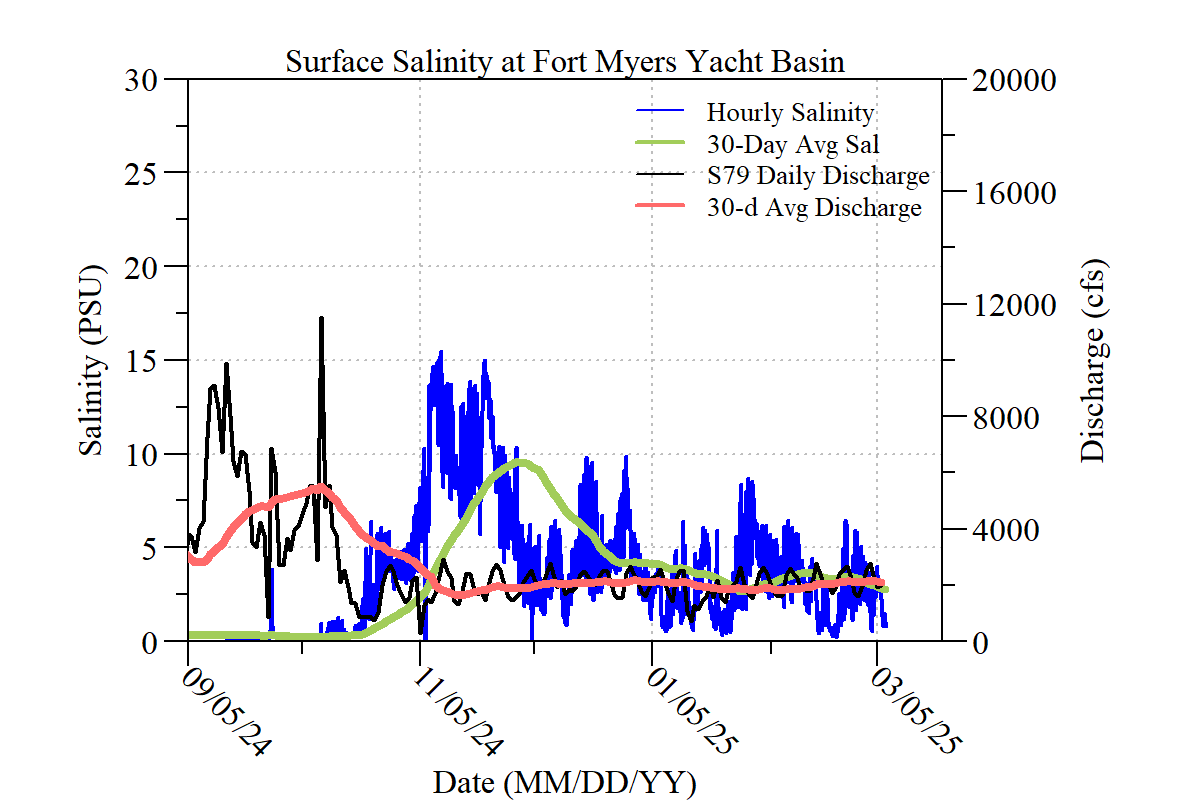 Surface Salinity at Fort Myers Yacht Basin
30
25
20
15
10
5
0
Salinity (PSU)
20000
16000
12000
8000
4000
0
Discharge (cfs)
Hourly Salinity
30-Day Avg Sal
S79 Daily Discharge
30-d Avg Discharge
09/05/24
11/05/24
01/05/25
03/05/25
Date (MM/DD/YY)